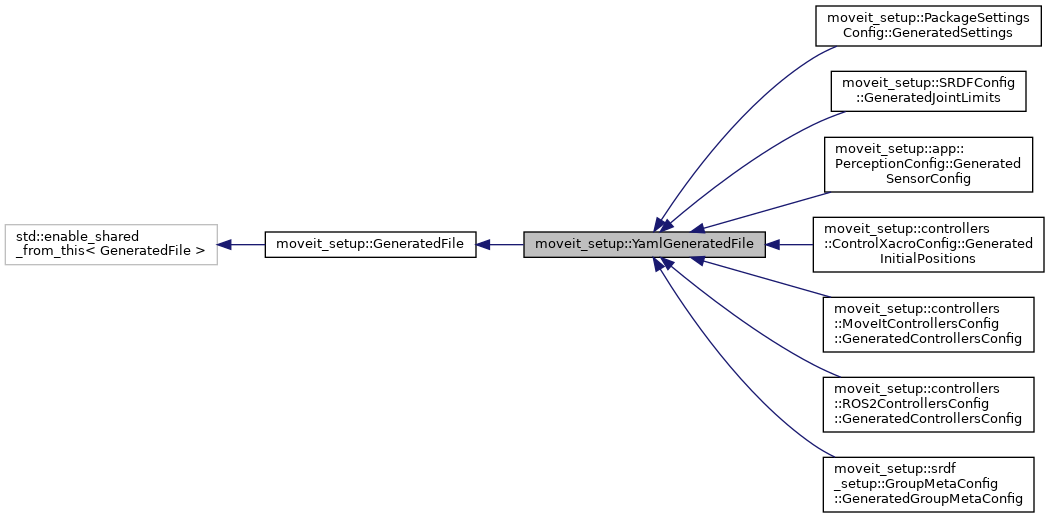 moveit_setup::PackageSettings
Config::GeneratedSettings
moveit_setup::SRDFConfig
::GeneratedJointLimits
moveit_setup::app::
PerceptionConfig::Generated
SensorConfig
std::enable_shared
_from_this< GeneratedFile >
moveit_setup::GeneratedFile
moveit_setup::YamlGeneratedFile
moveit_setup::controllers
::ControlXacroConfig::Generated
InitialPositions
moveit_setup::controllers
::MoveItControllersConfig
::GeneratedControllersConfig
moveit_setup::controllers
::ROS2ControllersConfig
::GeneratedControllersConfig
moveit_setup::srdf
_setup::GroupMetaConfig
::GeneratedGroupMetaConfig